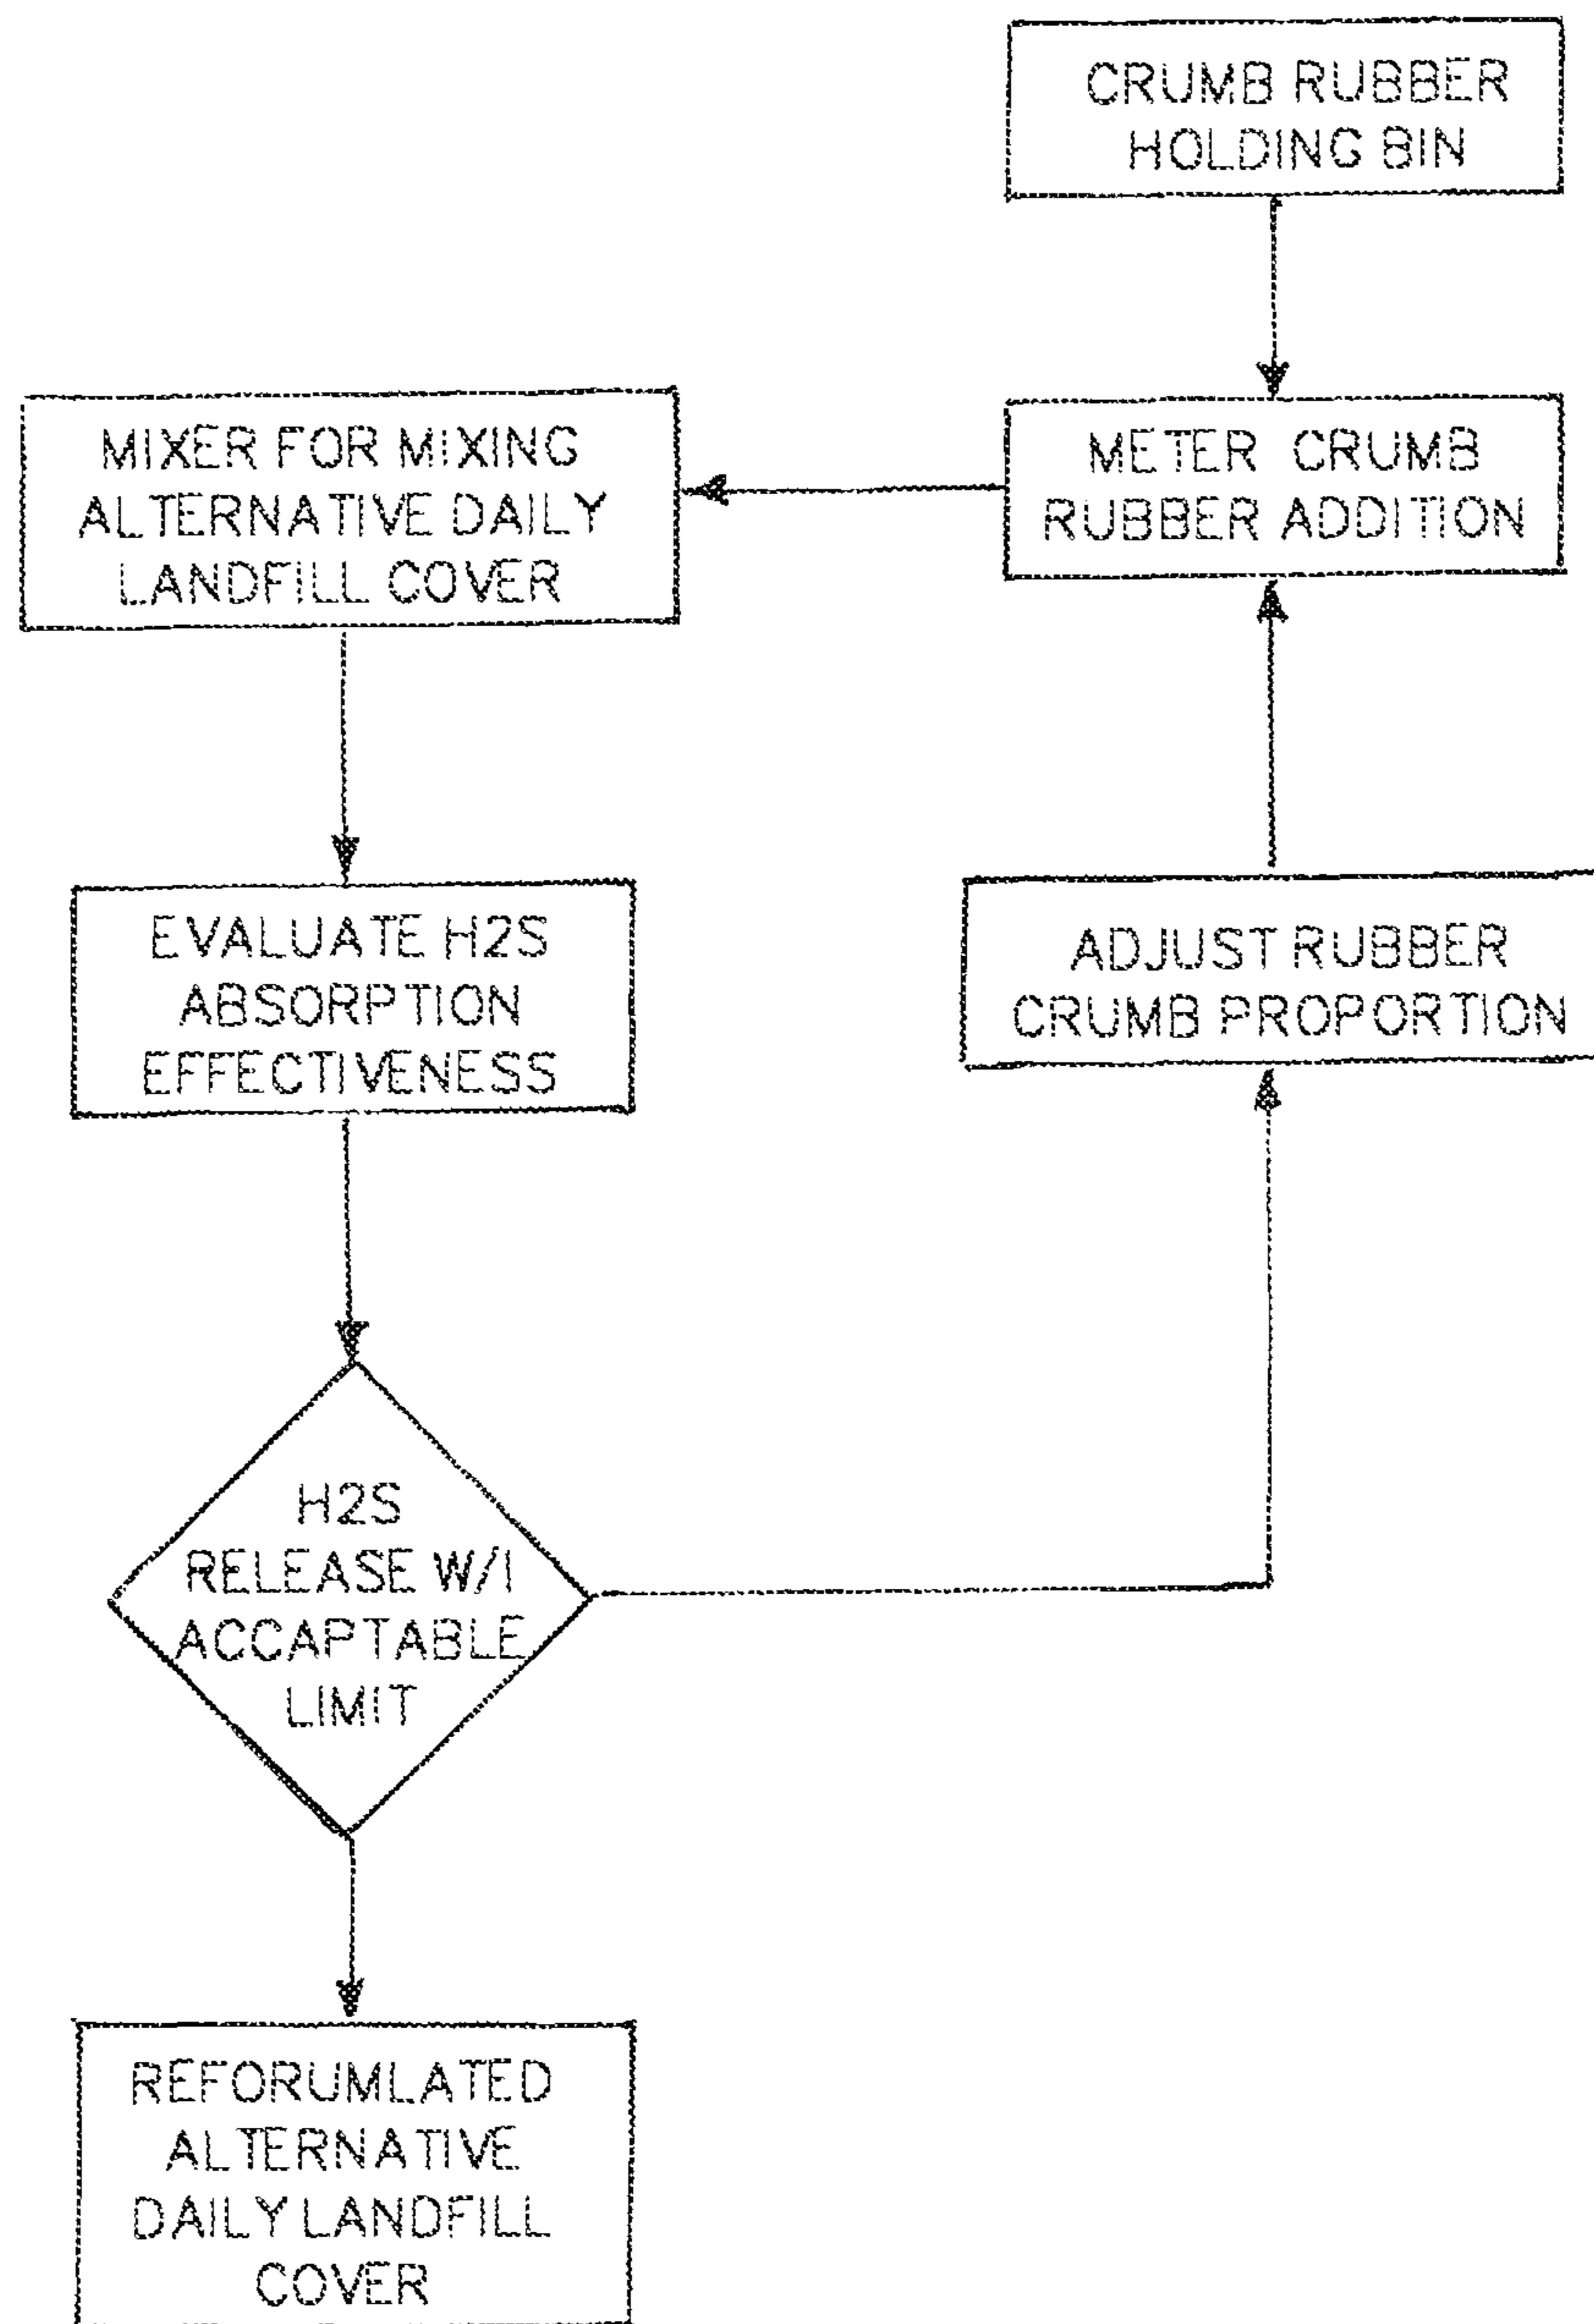 CRUMB RUBBER
HOLDING BIN
MIXER FOR MIXING
ALTERNATIVE DAILY
LANDFILL COVER
METER CRUMB
RUBBER ADDITION
EVALUATE H2S
ABSORPTION
EFFECTIVENESS
ADJUST RUBBER
CRUMB PROPORTION
H2S
RELEASE W/I
ACCAPTABLE
LIMIT
REFORUMLATED
ALTERNATIVE
DAILY LANDFILL
COVER